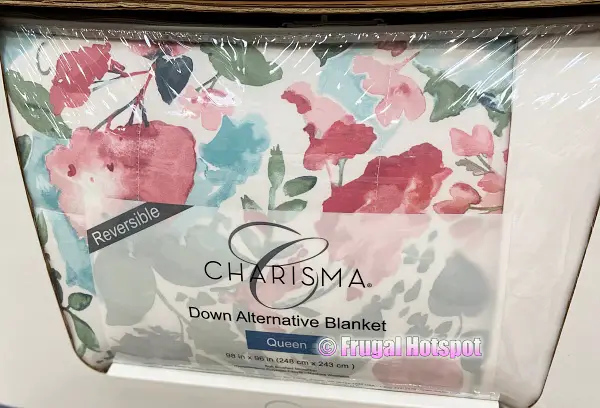 Reversible
CHARISMA®
Down Alternative Blanket
Queen
98 in x 96 in (248 cm x 243 cm)
© Frugal Hotspot